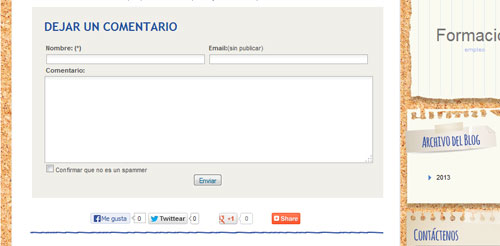 DEJAR UN COMENTARIO
Nombre: (*) Email:(sin publicar)
Comentario:
Confirmar que no es un spammer
Enviar
Me gusta 0 Twittear 0 +1 0 Share
Formacio
empleo
ARCHIVO DEL BLOG
2013
CONTÁCTENOS